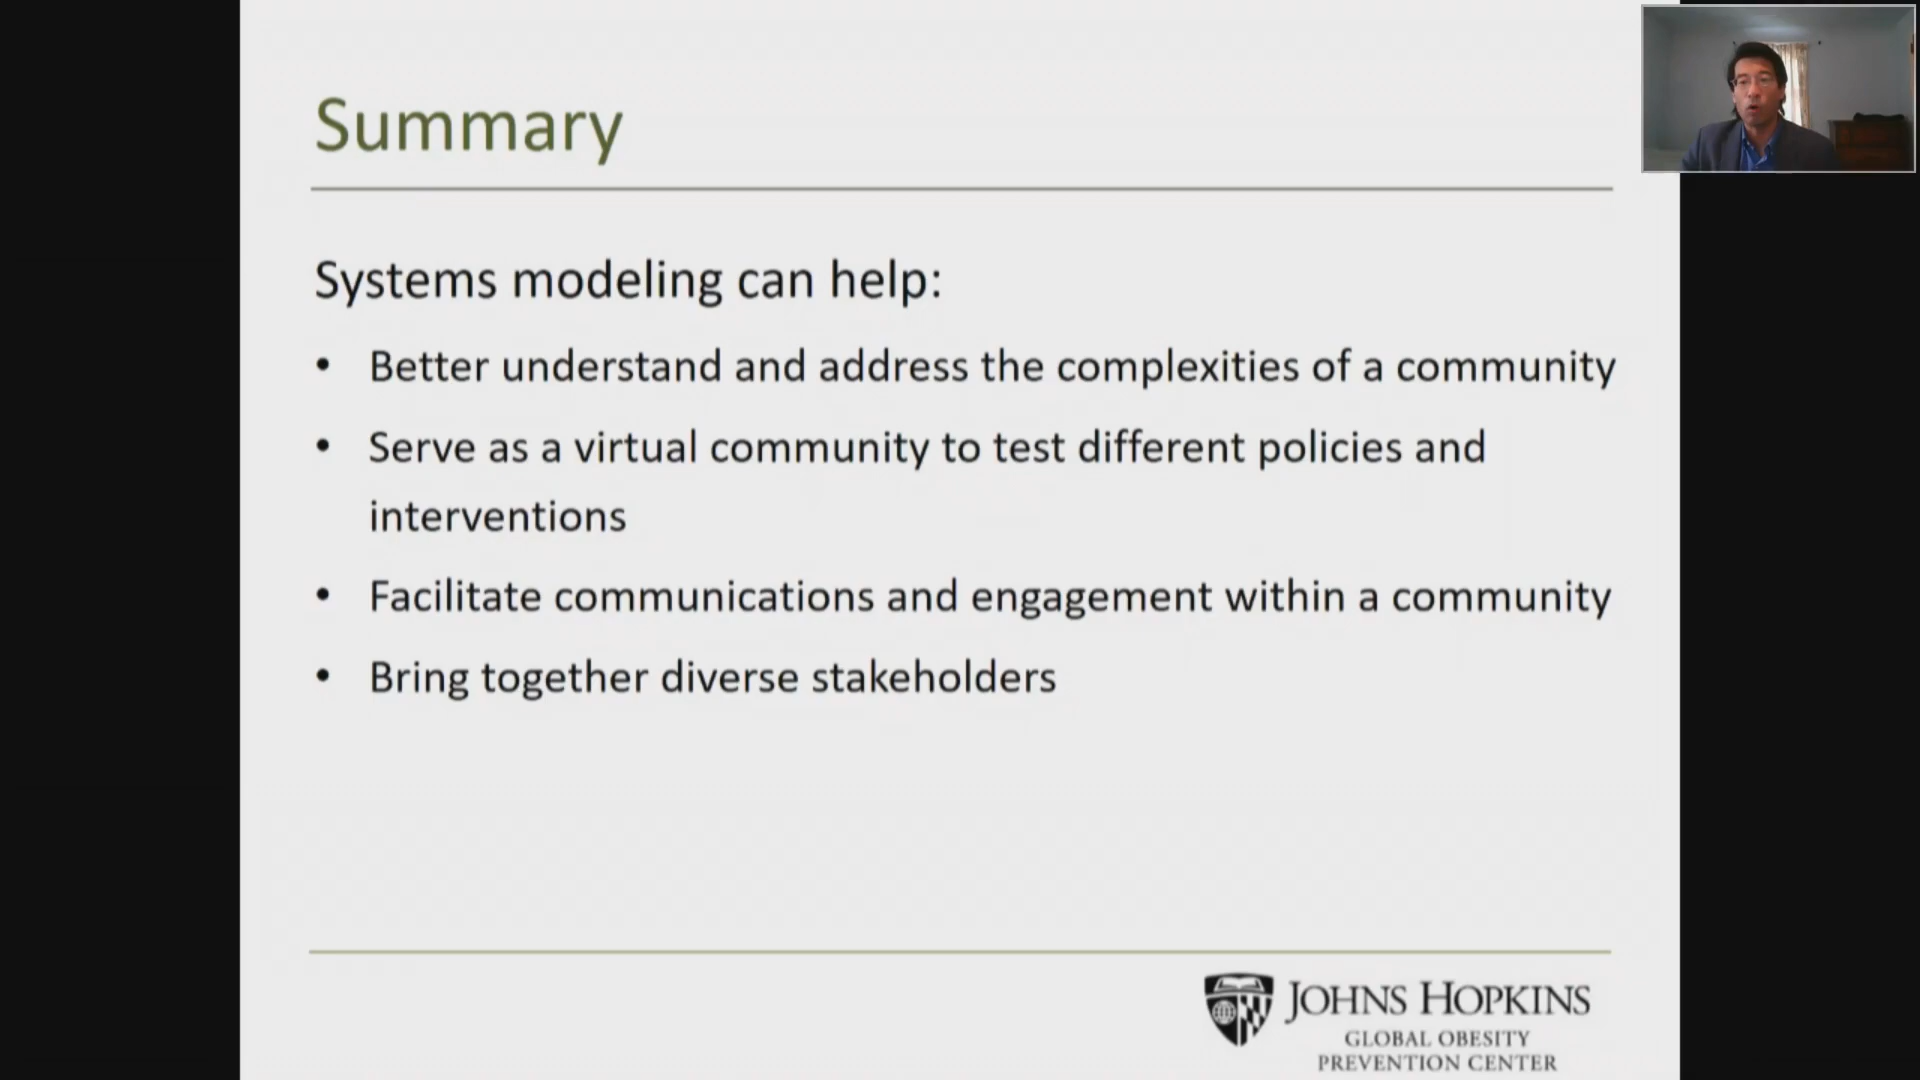 Summary
Systems modeling can help:
• Better understand and address the complexities of a community
• Serve as a virtual community to test different policies and
interventions
• Facilitate communications and engagement within a community
• Bring together diverse stakeholders
JOHNS HOPKINS
GLOBAL OBESITY
PREVENTION CENTER